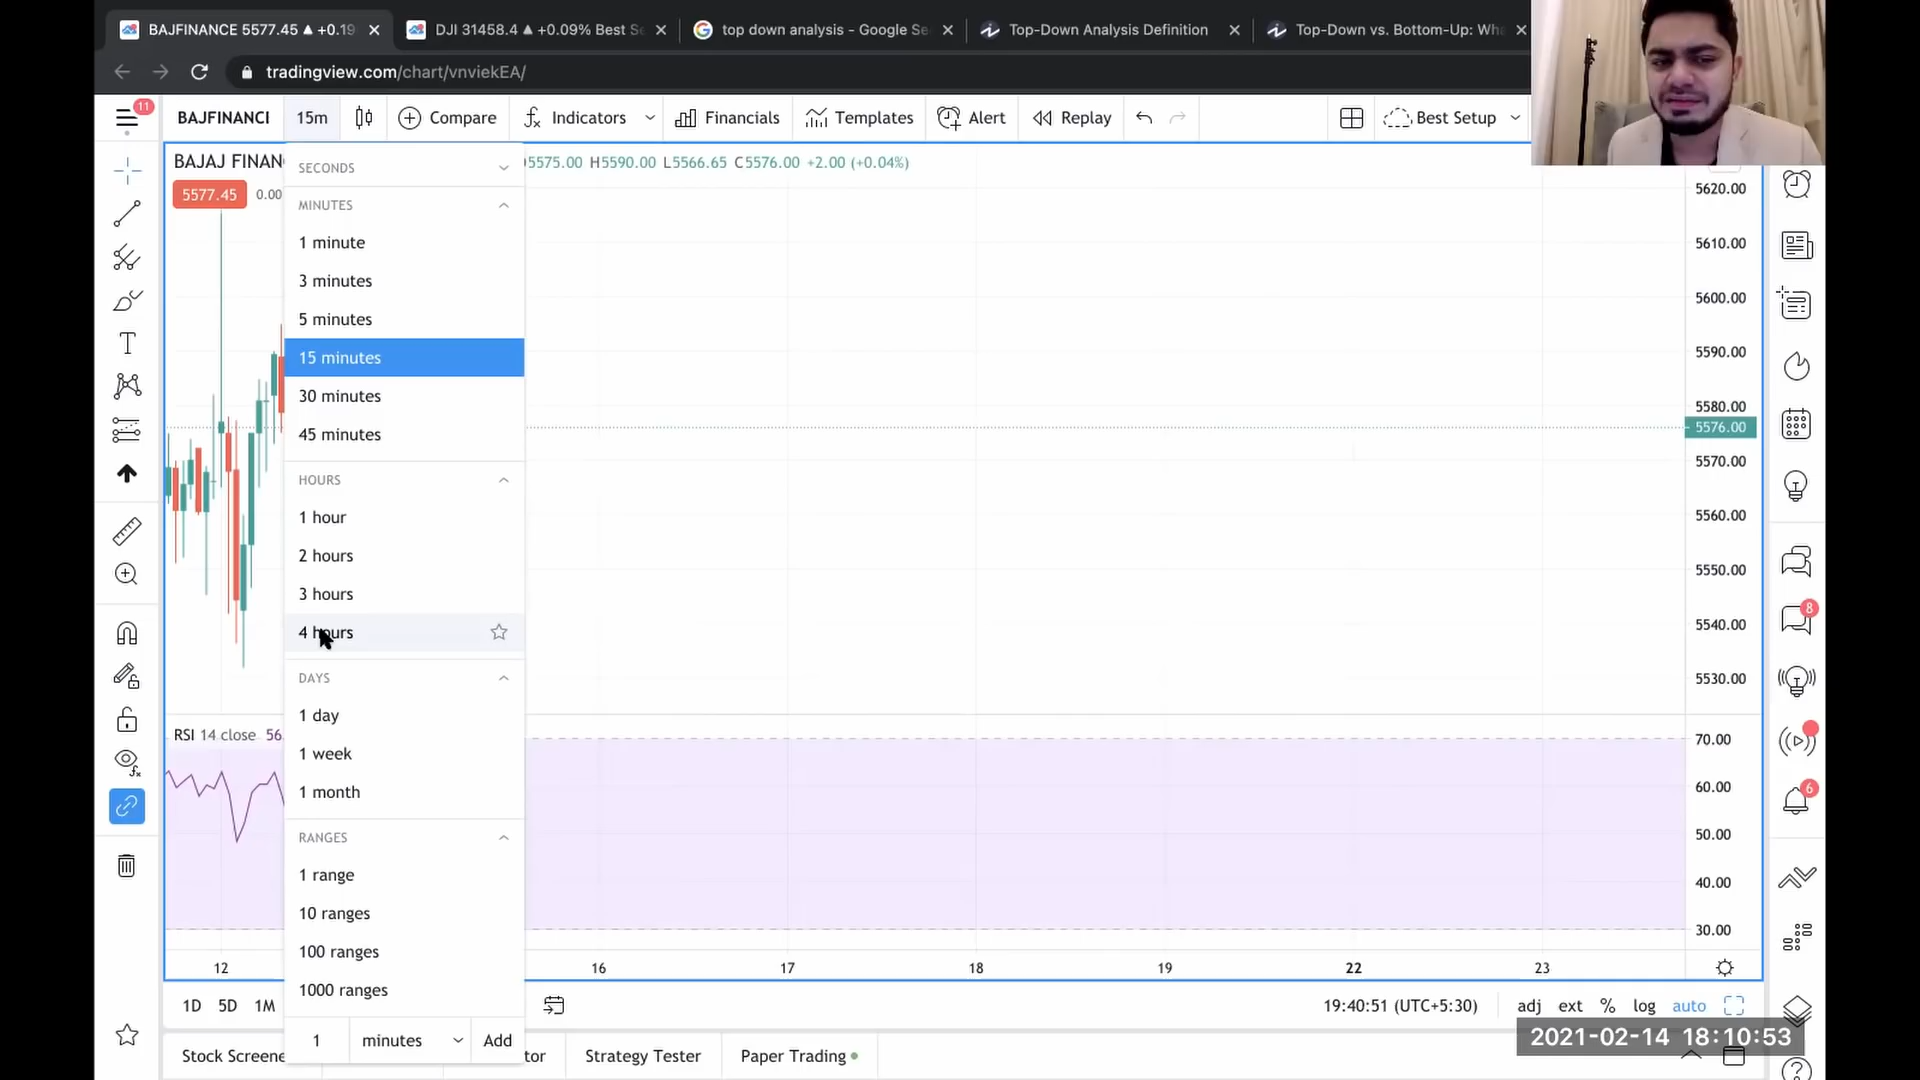 BAJFINANCE 5577.45 ▲ +0.19
DJI 31458.4 ▲ +0.09% Best Se
top down analysis - Google Se
Top-Down Analysis Definition
Top-Down vs. Bottom-Up: Wha
tradingview.com/chart/vnviekEA/
11
BAJFINANCI
15m
Compare
Indicators
Financials
Templates
Alert
Replay
Best Setup
BAJAJ FINAN
5575.00 H5590.00 L5566.65 C5576.00 +2.00 (+0.04%)
5577.45
0.00
SECONDS
MINUTES
1 minute
3 minutes
5 minutes
15 minutes
30 minutes
45 minutes
HOURS
1 hour
2 hours
3 hours
4 hours
DAYS
1 day
1 week
1 month
RANGES
1 range
10 ranges
100 ranges
1000 ranges
1 minutes Add
5620.00
5610.00
5600.00
5590.00
5580.00
5576.00
5570.00
5560.00
5550.00
5540.00
5530.00
RSI 14 close 56.
70.00
60.00
50.00
40.00
30.00
12 16 17 18 19 22 23
8
6
1D 5D 1M
19:40:51 (UTC+5:30)
adj ext % log auto
2021-02-14 18:10:53
Stock Screene
tor
Strategy Tester
Paper Trading